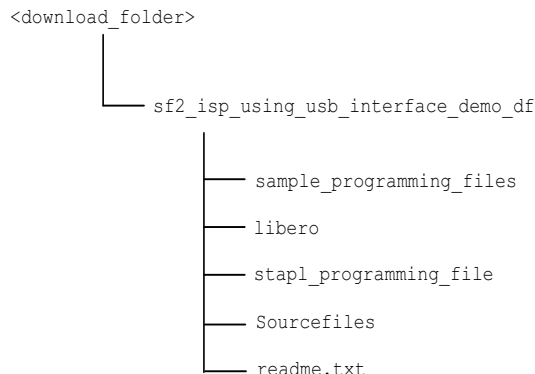 <download_folder>
sf2_isp_using_usb_interface_demo_df
sample_programming_files
libero
stapl_programming_file
Sourcefiles
readme.txt